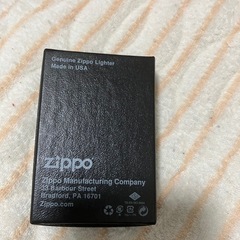 Genuine Zippo Lighter
Made in USA
zippo
Zippo Manufacturing Company
33 Barbour Street
Bradford, PA 16701
Zippo.com